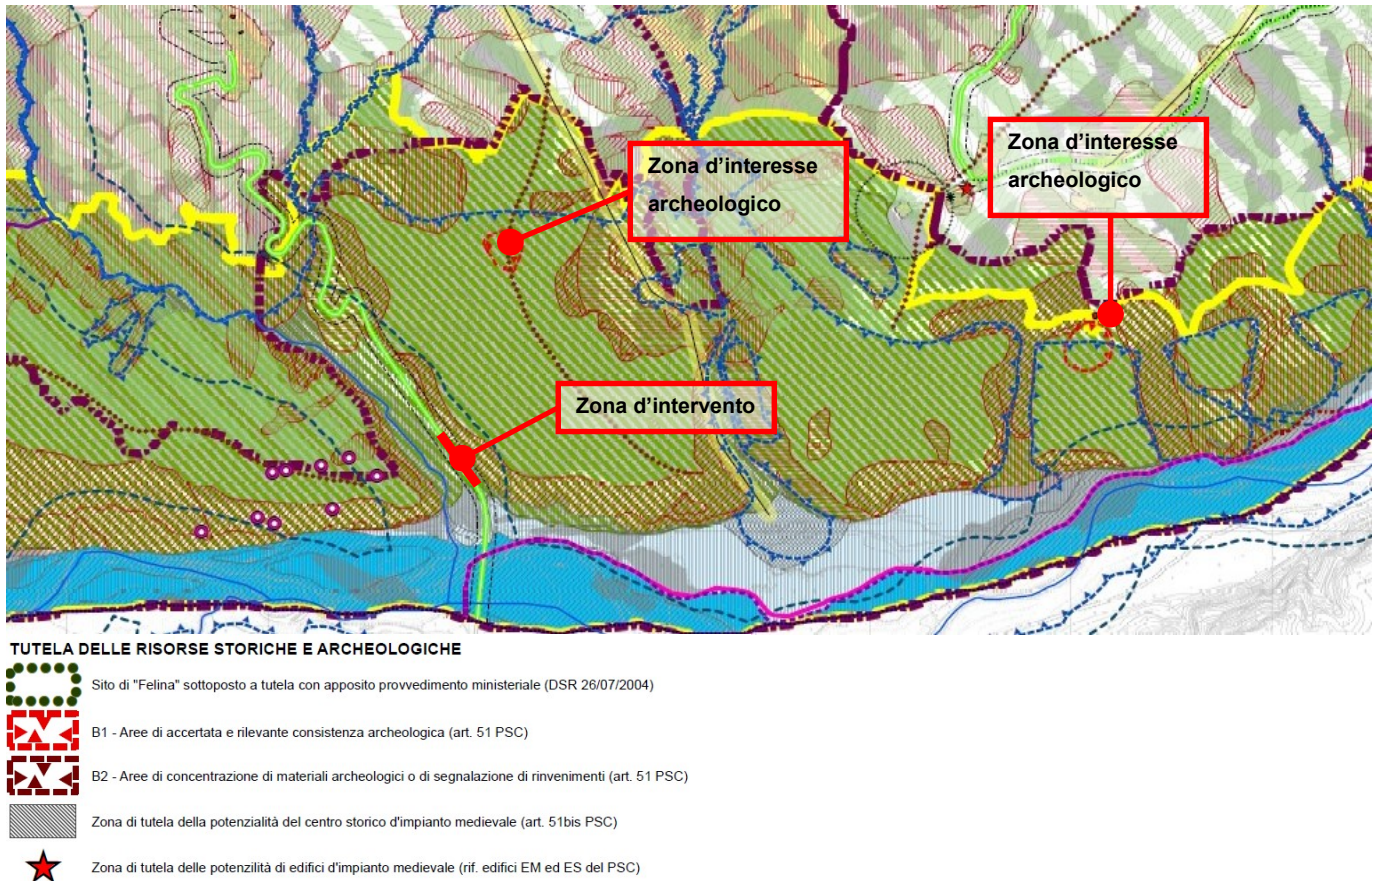 Zona d'interesse
archeologico
Zona d'interesse
archeologico
Zona d'intervento
TUTELA DELLE RISORSE STORICHE E ARCHEOLOGICHE
Sito di "Felina" sottoposto a tutela con apposito provvedimento ministeriale (DSR 26/07/2004)
B1 - Aree di accertata e rilevante consistenza archeologica (art. 51 PSC)
B2 - Aree di concentrazione di materiali archeologici o di segnalazione di rinvenimenti (art. 51 PSC)
Zona di tutela della potenzialità del centro storico d'impianto medievale (art. 51bis PSC)
Zona di tutela delle potenzilità di edifici d'impianto medievale (rif. edifici EM ed ES del PSC)